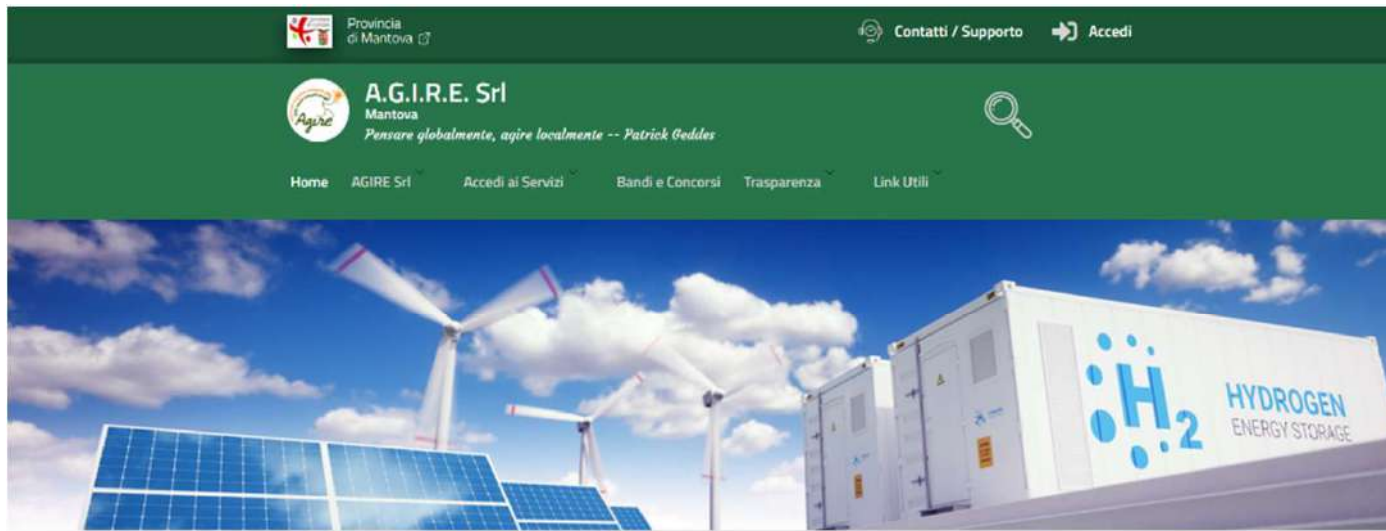 Provincia
di Mantova
Contatti / Supporto
Accedi
A.G.I.R.E. Srl
Mantova
Pensare globalmente, agire localmente -- Patrick Geddes
Agire
Home AGIRE Srl Accedi ai Servizi Bandi e Concorsi Trasparenza Link Utili
H2
HYDROGEN
ENERGY STORAGE